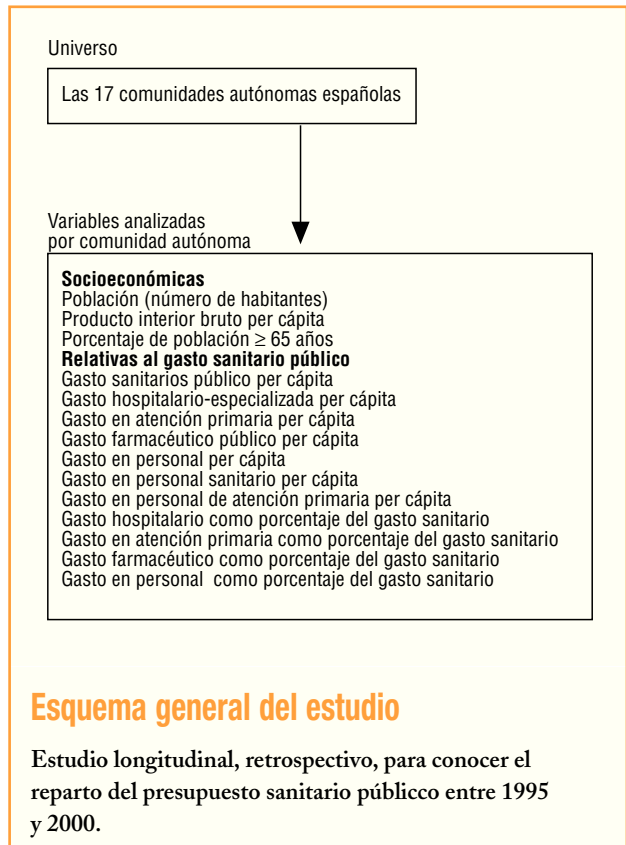 Universo
Las 17 comunidades autónomas españolas
Variables analizadas
por comunidad autónoma
Socioeconómicas
Población (número de habitantes)
Producto interior bruto per cápita
Porcentaje de población ≥ 65 años
Relativas al gasto sanitario público
Gasto sanitarios público per cápita
Gasto hospitalario-especializada per cápita
Gasto en atención primaria per cápita
Gasto farmacéutico público per cápita
Gasto en personal per cápita
Gasto en personal sanitario per cápita
Gasto en personal de atención primaria per cápita
Gasto hospitalario como porcentaje del gasto sanitario
Gasto en atención primaria como porcentaje del gasto sanitario
Gasto farmacéutico como porcentaje del gasto sanitario
Gasto en personal como porcentaje del gasto sanitario
Esquema general del estudio
Estudio longitudinal, retrospectivo, para conocer el
reparto del presupuesto sanitario públicco entre 1995
y 2000.